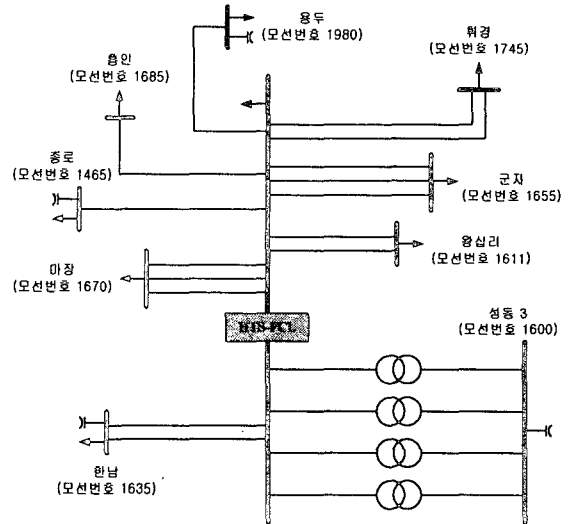 용두
(모선번호 1980)
휘경
(모선번호 1745)
용인
(모선번호 1685)
종로
(모선번호 1465)
군자
(모선번호 1655)
왕십리
(모선번호 1611)
마장
(모선번호 1670)
HTS-FCL
성동 3
(모선번호 1600)
한남
(모선번호 1635)